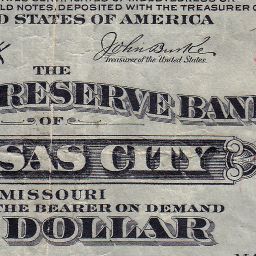 LD NOTES, DEPOSITED WITH THE TREASURER O
D STATES OF AMERICA
John Burke
Treasurer of the United States.
THE
RESERVE BAN
OF
SAS CITY
MISSOURI
THE BEARER ON DEMAND
DOLLAR